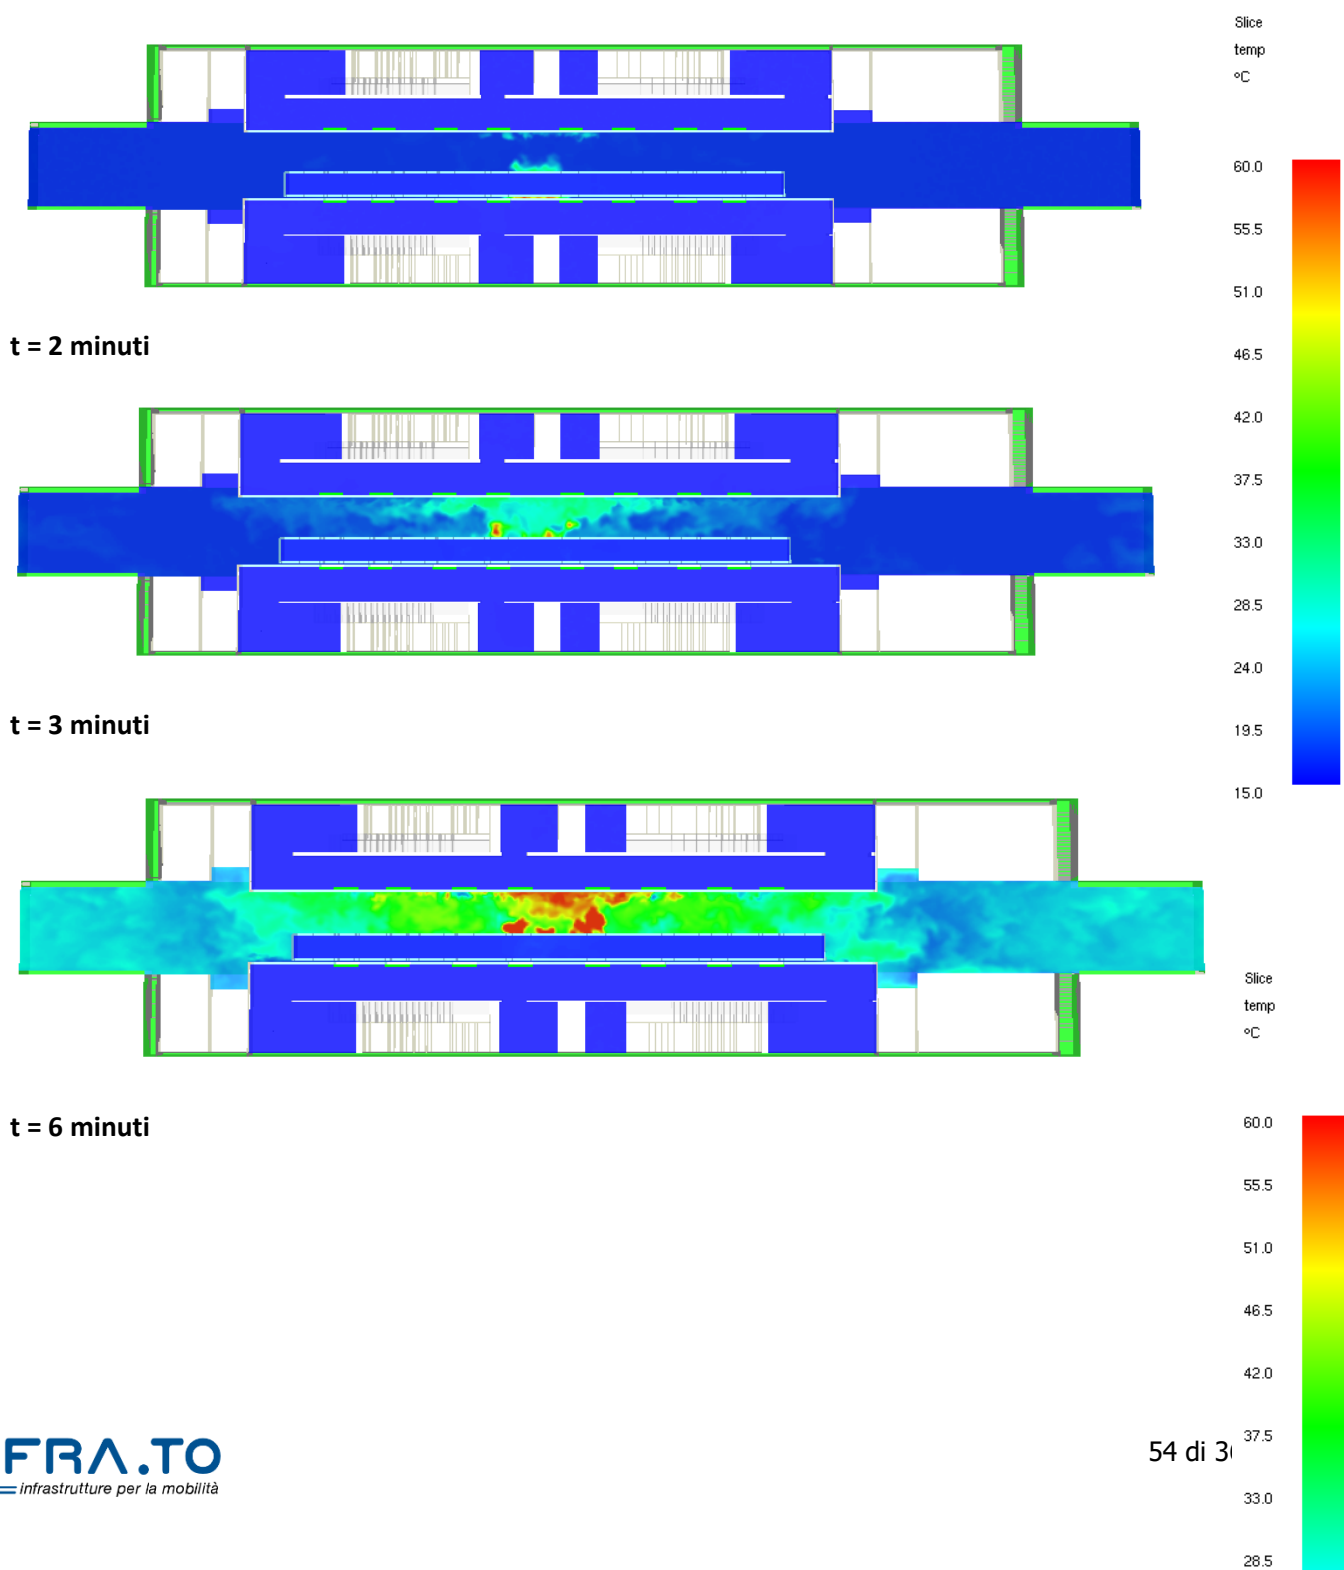 Slice
temp
°C
60.0
55.5
51.0
46.5
42.0
37.5
33.0
28.5
24.0
19.5
15.0
t = 2 minuti
t = 3 minuti
t = 6 minuti
Slice
temp
°C
60.0
55.5
51.0
46.5
42.0
37.5
33.0
28.5
FRA.TO
infrastrutture per la mobilità
54 di